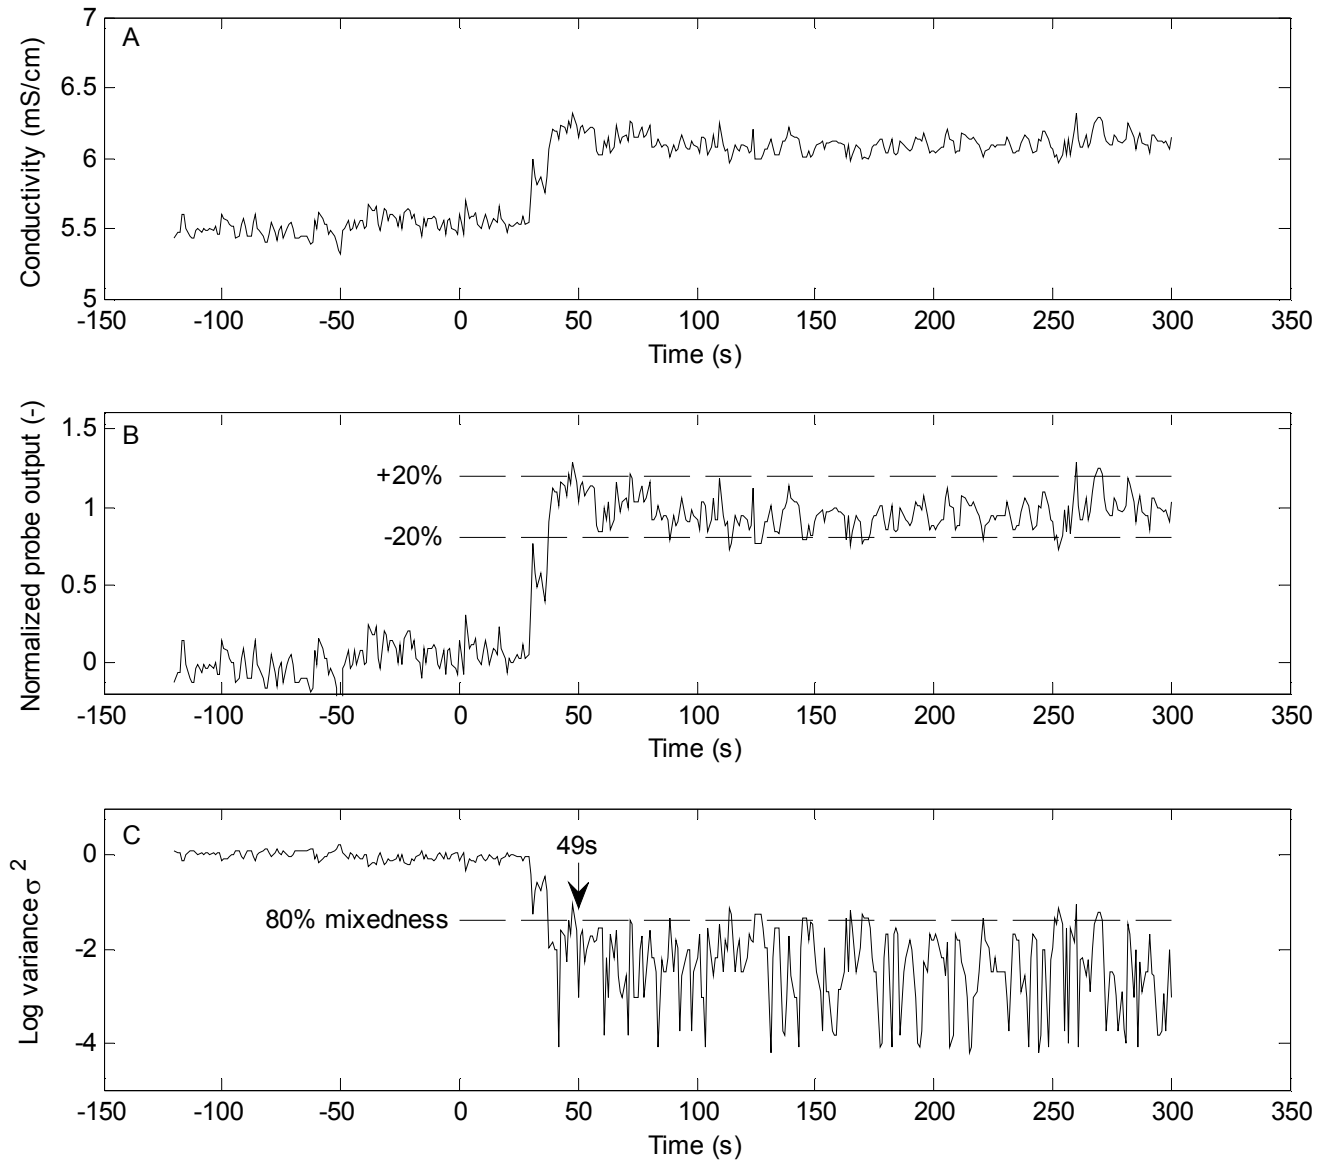 A
7
6.5
6
5.5
5
Conductivity (mS/cm)
-150 -100 -50 0 50 100 150 200 250 300 350
Time (s)
B
1.5
1
0.5
0
Normalized probe output (-)
+20%
-20%
-150 -100 -50 0 50 100 150 200 250 300 350
Time (s)
C
0
-2
-4
Log variance σ²
49s
80% mixedness
-150 -100 -50 0 50 100 150 200 250 300 350
Time (s)